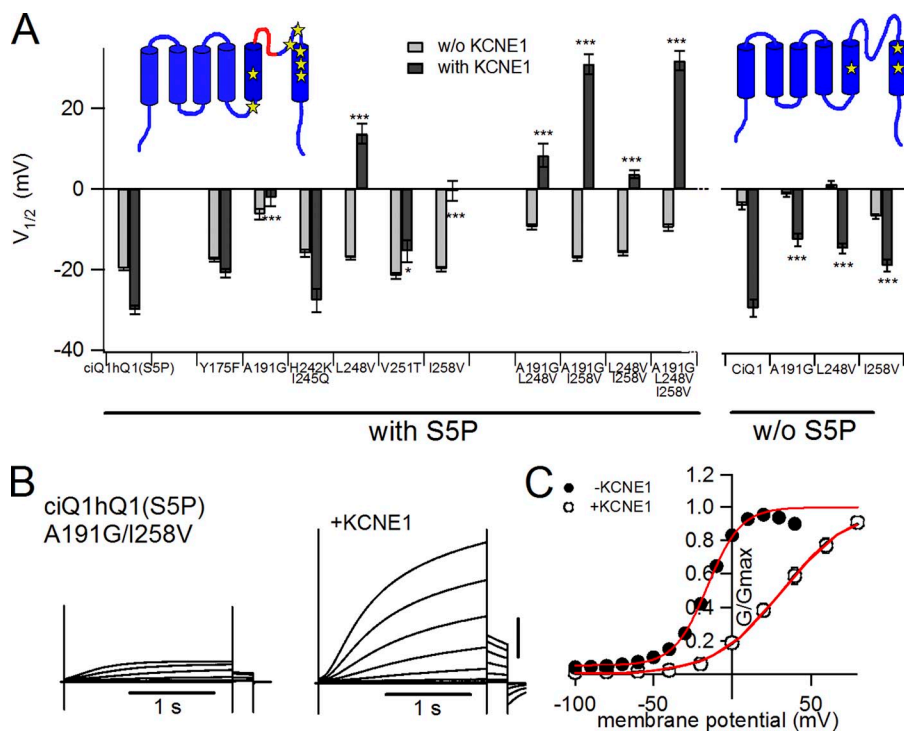 A
w/o KCNE1
with KCNE1
V1/2 (mV)
20
0
-20
-40
*** *** *** * *** *** *** *** *** *** *** ***
ciQ1hQ1(S5P) Y175F A191G H242K I245Q L248V V251T I258V A191G L248V A191G I258V L248V I258V A191G L248V I258V
CiQ1 A191G L248V I258V
with S5P
w/o S5P
B
ciQ1hQ1(S5P)
A191G/I258V
+KCNE1
1 s
1 s
C
-KCNE1
+KCNE1
1.2
1.0
0.8
0.6
0.4
0.2
G/Gmax
-100 -50 50
membrane potential (mV)